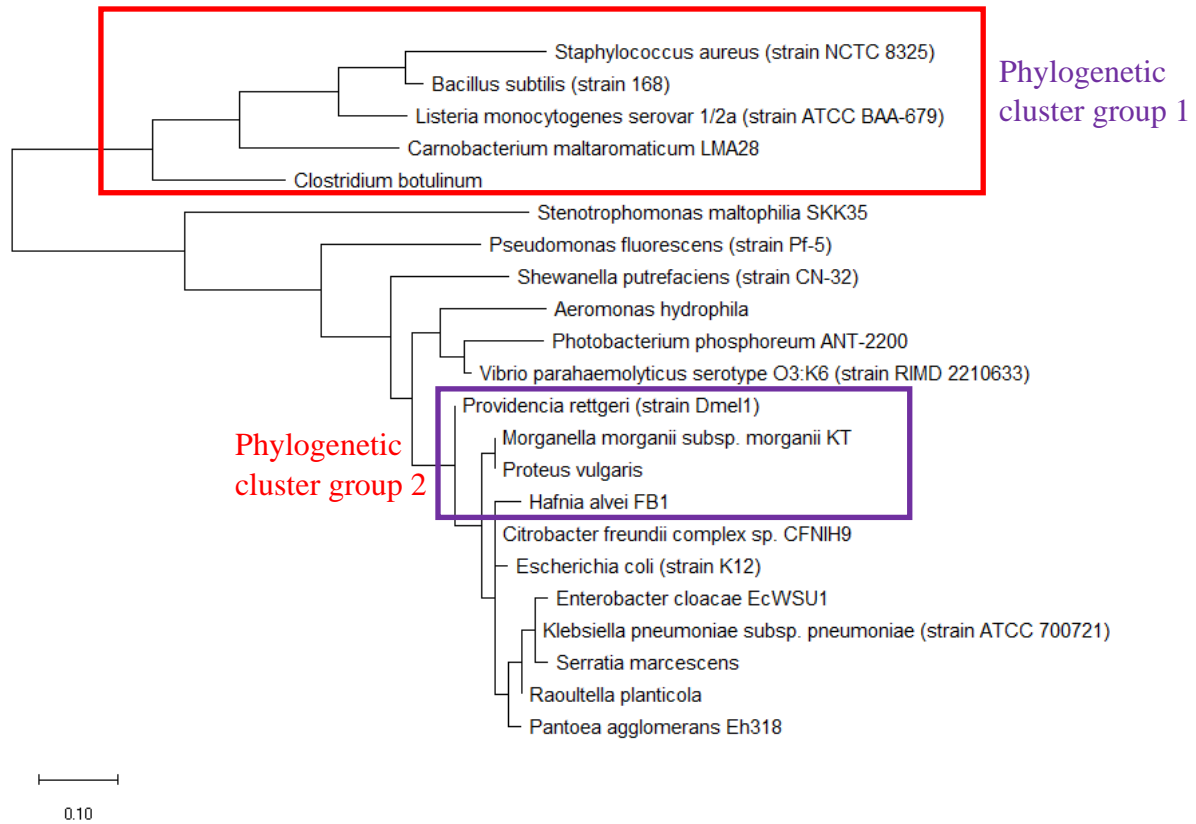 Staphylococcus aureus (strain NCTC 8325)
Bacillus subtilis (strain 168)
Listeria monocytogenes serovar 1/2a (strain ATCC BAA-679)
Carnobacterium maltaromaticum LMA28
Clostridium botulinum
Phylogenetic
cluster group 1
Stenotrophomonas maltophilia SKK35
Pseudomonas fluorescens (strain Pf-5)
Shewanella putrefaciens (strain CN-32)
Aeromonas hydrophila
Photobacterium phosphoreum ANT-2200
Vibrio parahaemolyticus serotype O3:K6 (strain RIMD 2210633)
Providencia rettgeri (strain Dmel1)
Morganella morganii subsp. morganii KT
Proteus vulgaris
Hafnia alvei FB1
Phylogenetic
cluster group 2
Citrobacter freundii complex sp. CFNIH9
Escherichia coli (strain K12)
Enterobacter cloacae EcWSU1
Klebsiella pneumoniae subsp. pneumoniae (strain ATCC 700721)
Serratia marcescens
Raoultella planticola
Pantoea agglomerans Eh318
0.10